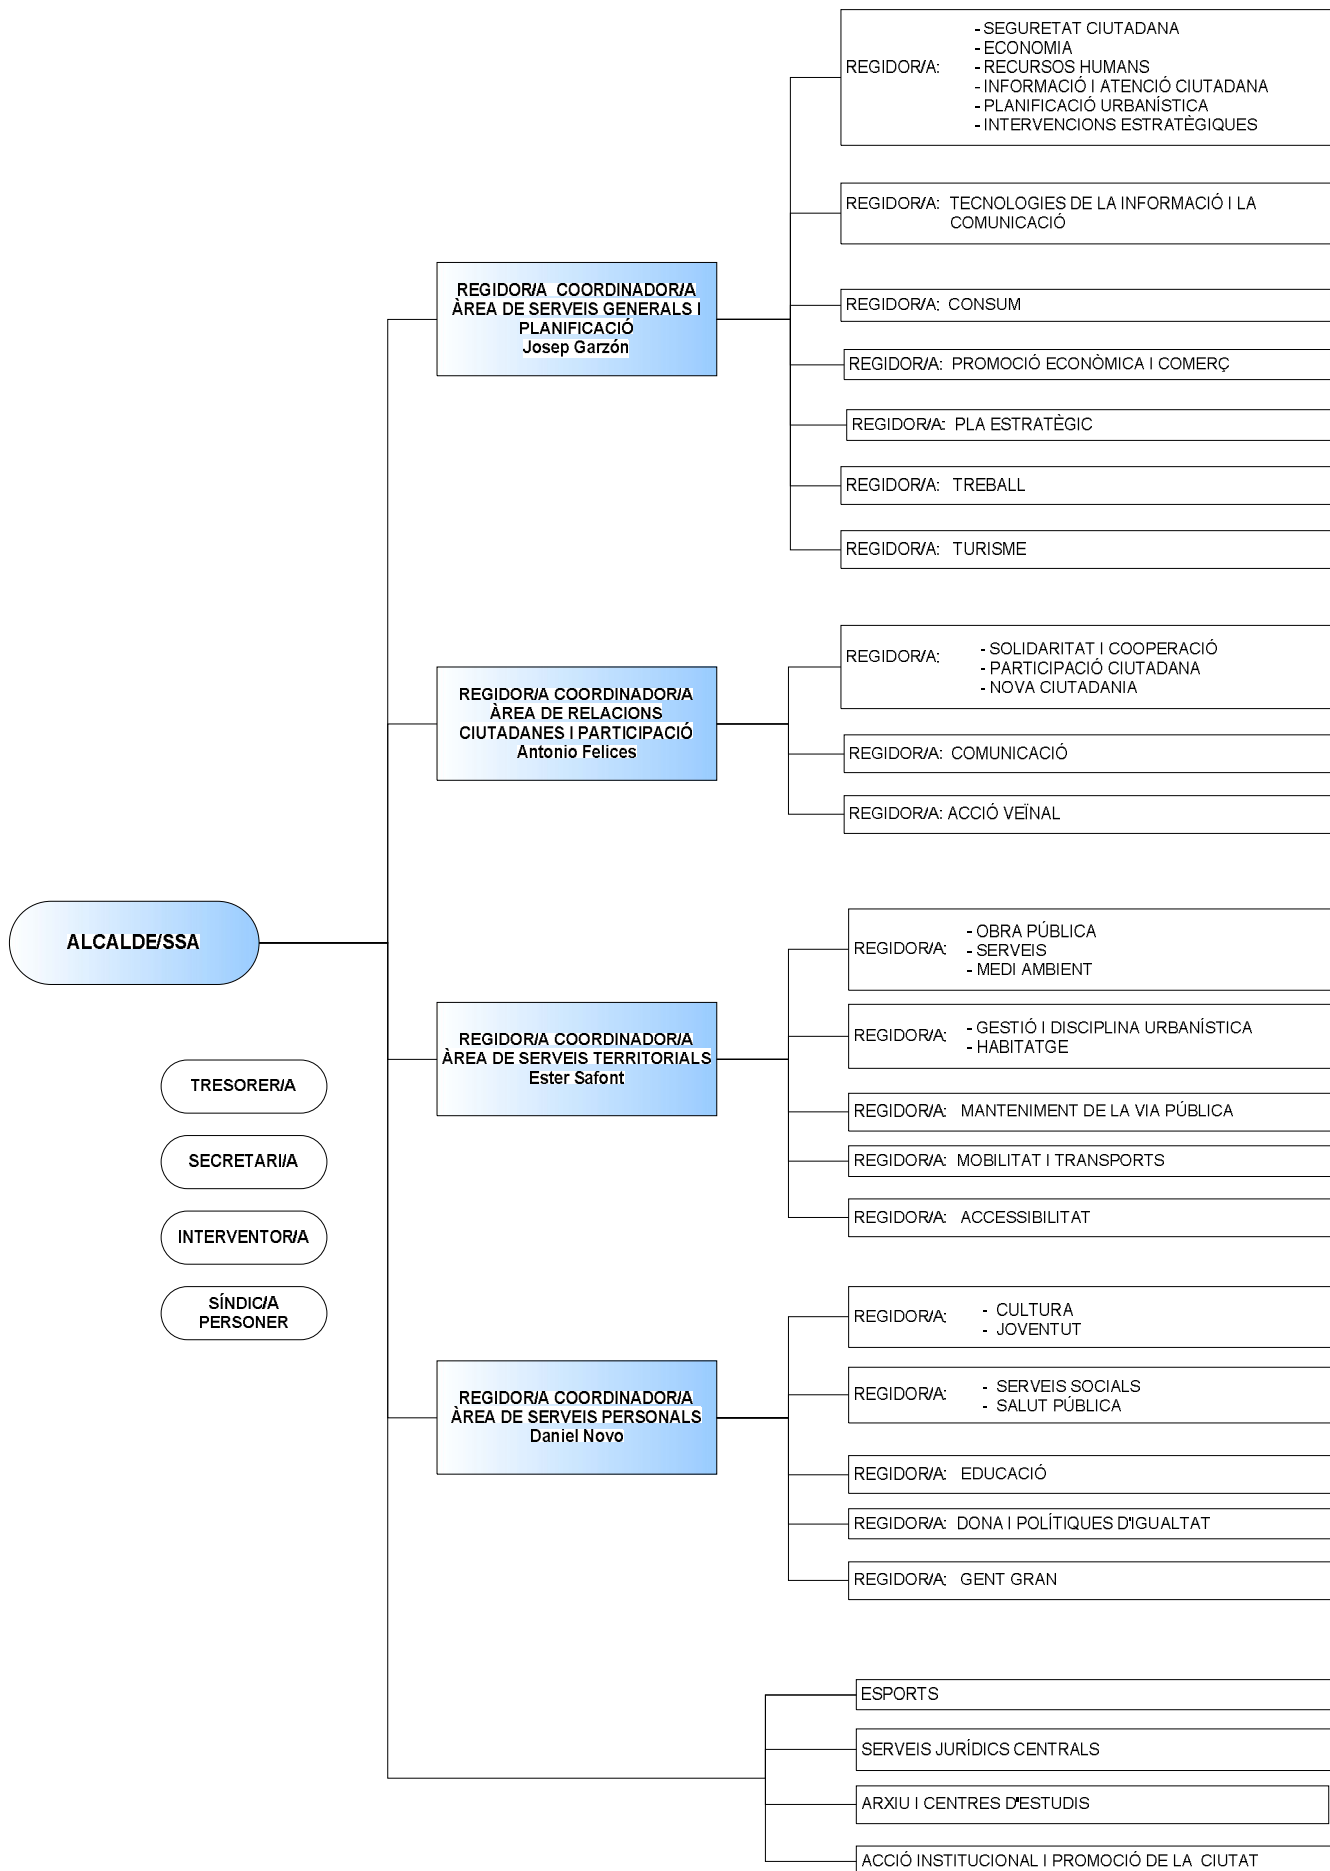 ALCALDE/SSA
TRESORER/A
SECRETARI/A
INTERVENTOR/A
SÍNDIC/A
PERSONER
REGIDOR/A COORDINADOR/A
ÀREA DE SERVEIS GENERALS I
PLANIFICACIÓ
Josep Garzón
REGIDOR/A:
- SEGURETAT CIUTADANA
- ECONOMIA
- RECURSOS HUMANS
- INFORMACIÓ I ATENCIÓ CIUTADANA
- PLANIFICACIÓ URBANÍSTICA
- INTERVENCIONS ESTRATÈGIQUES
REGIDOR/A: TECNOLOGIES DE LA INFORMACIÓ I LA
COMUNICACIÓ
REGIDOR/A: CONSUM
REGIDOR/A: PROMOCIÓ ECONÒMICA I COMERÇ
REGIDOR/A: PLA ESTRATÈGIC
REGIDOR/A: TREBALL
REGIDOR/A: TURISME
REGIDOR/A COORDINADOR/A
ÀREA DE RELACIONS
CIUTADANES I PARTICIPACIÓ
Antonio Felices
REGIDOR/A:
- SOLIDARITAT I COOPERACIÓ
- PARTICIPACIÓ CIUTADANA
- NOVA CIUTADANIA
REGIDOR/A: COMUNICACIÓ
REGIDOR/A: ACCIÓ VEÏNAL
REGIDOR/A COORDINADOR/A
ÀREA DE SERVEIS TERRITORIALS
Ester Safont
REGIDOR/A:
- OBRA PÚBLICA
- SERVEIS
- MEDI AMBIENT
REGIDOR/A:
- GESTIÓ I DISCIPLINA URBANÍSTICA
- HABITATGE
REGIDOR/A: MANTENIMENT DE LA VIA PÚBLICA
REGIDOR/A: MOBILITAT I TRANSPORTS
REGIDOR/A: ACCESSIBILITAT
REGIDOR/A COORDINADOR/A
ÀREA DE SERVEIS PERSONALS
Daniel Novo
REGIDOR/A:
- CULTURA
- JOVENTUT
REGIDOR/A:
- SERVEIS SOCIALS
- SALUT PÚBLICA
REGIDOR/A: EDUCACIÓ
REGIDOR/A: DONA I POLÍTIQUES D'IGUALTAT
REGIDOR/A: GENT GRAN
ESPORTS
SERVEIS JURÍDICS CENTRALS
ARXIU I CENTRES D'ESTUDIS
ACCIÓ INSTITUCIONAL I PROMOCIÓ DE LA CIUTAT